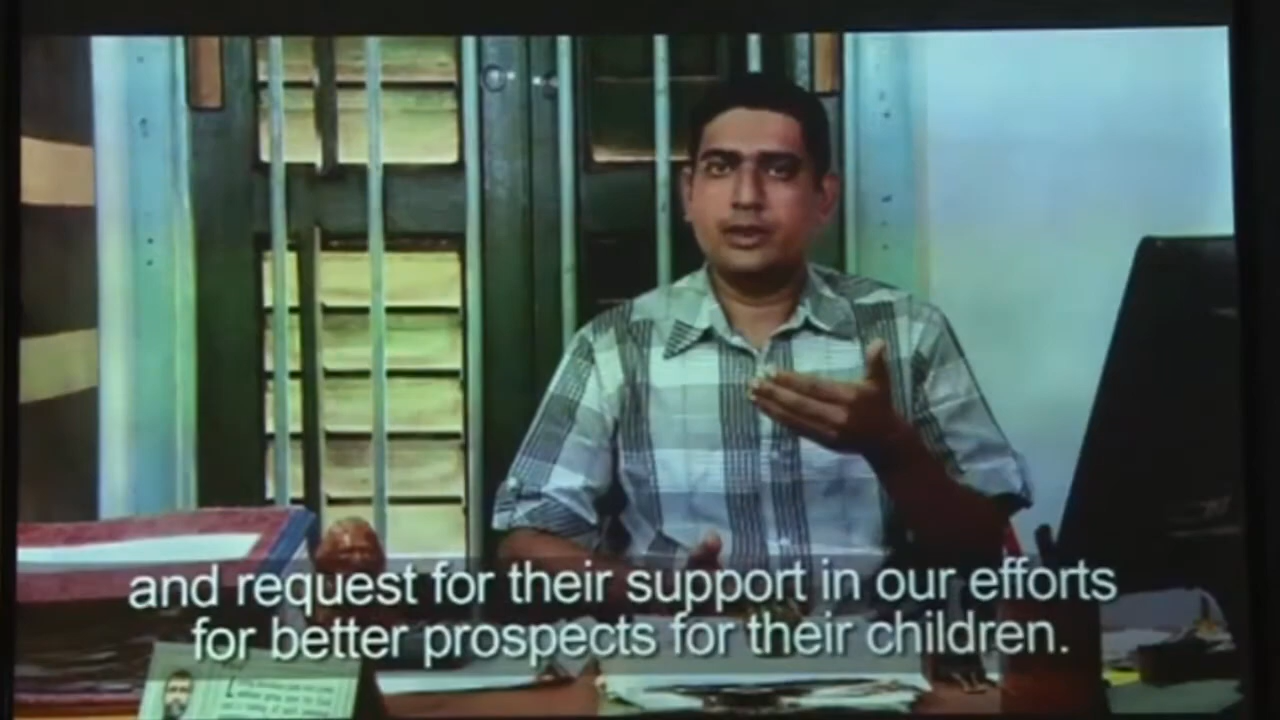 and request for their support in our efforts
for better prospects for their children.